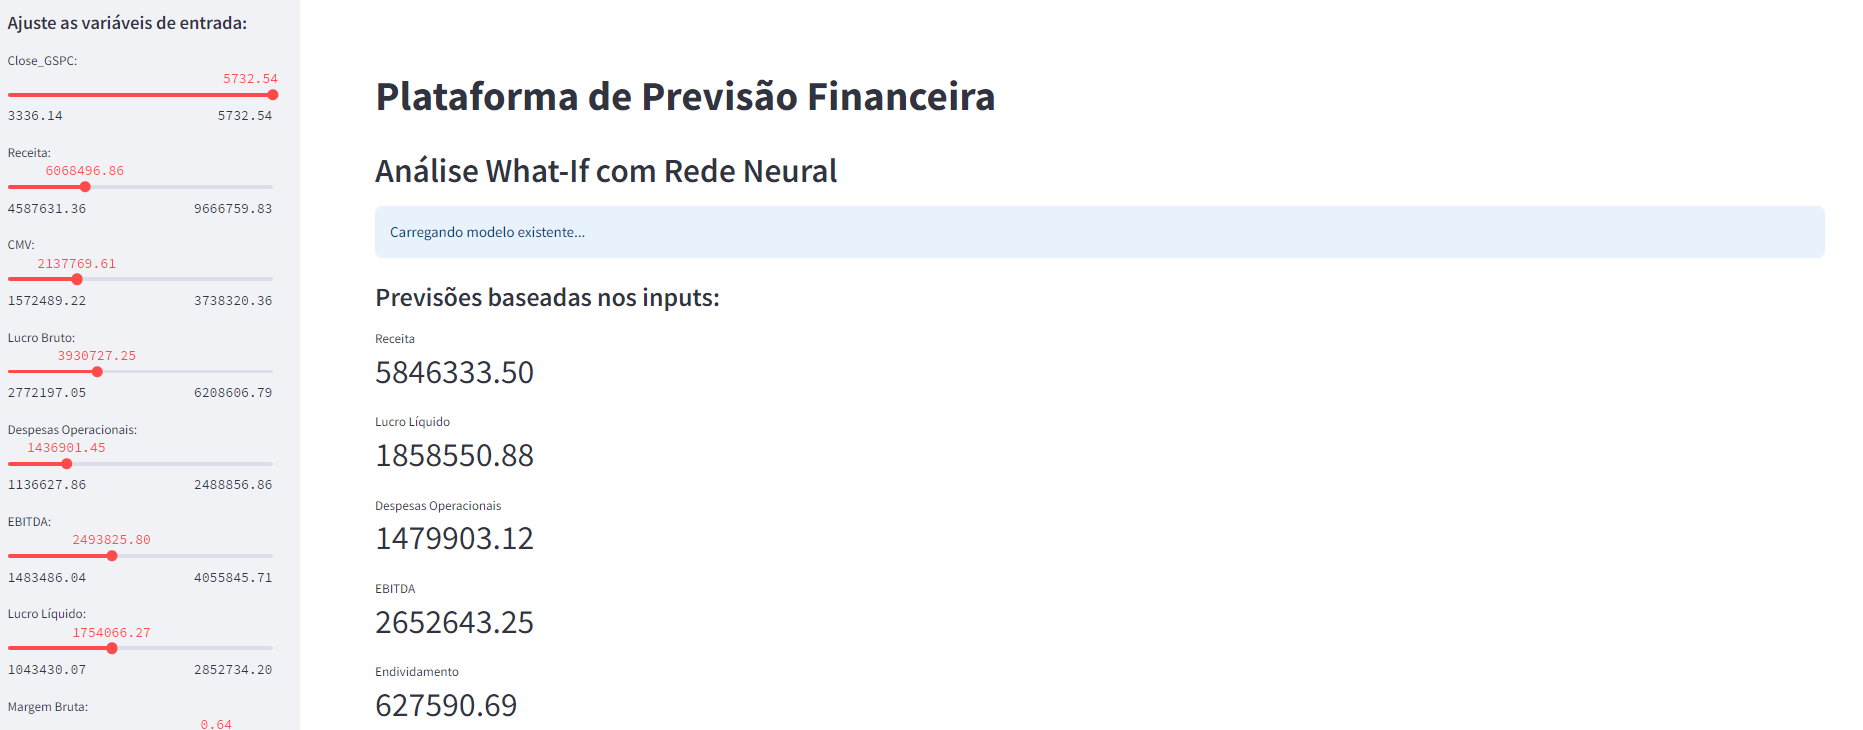 Ajuste as variáveis de entrada:
Close_GSPC:
5732.54
3336.14 5732.54
Receita:
6068496.86
4587631.36 9666759.83
CMV:
2137769.61
1572489.22 3738320.36
Lucro Bruto:
3930727.25
2772197.05 6208606.79
Despesas Operacionais:
1436901.45
1136627.86 2488856.86
EBITDA:
2493825.80
1483486.04 4055845.71
Lucro Líquido:
1754066.27
1043430.07 2852734.20
Margem Bruta:
0.64
Plataforma de Previsão Financeira
Análise What-If com Rede Neural
Carregando modelo existente...
Previsões baseadas nos inputs:
Receita
5846333.50
Lucro Líquido
1858550.88
Despesas Operacionais
1479903.12
EBITDA
2652643.25
Endividamento
627590.69